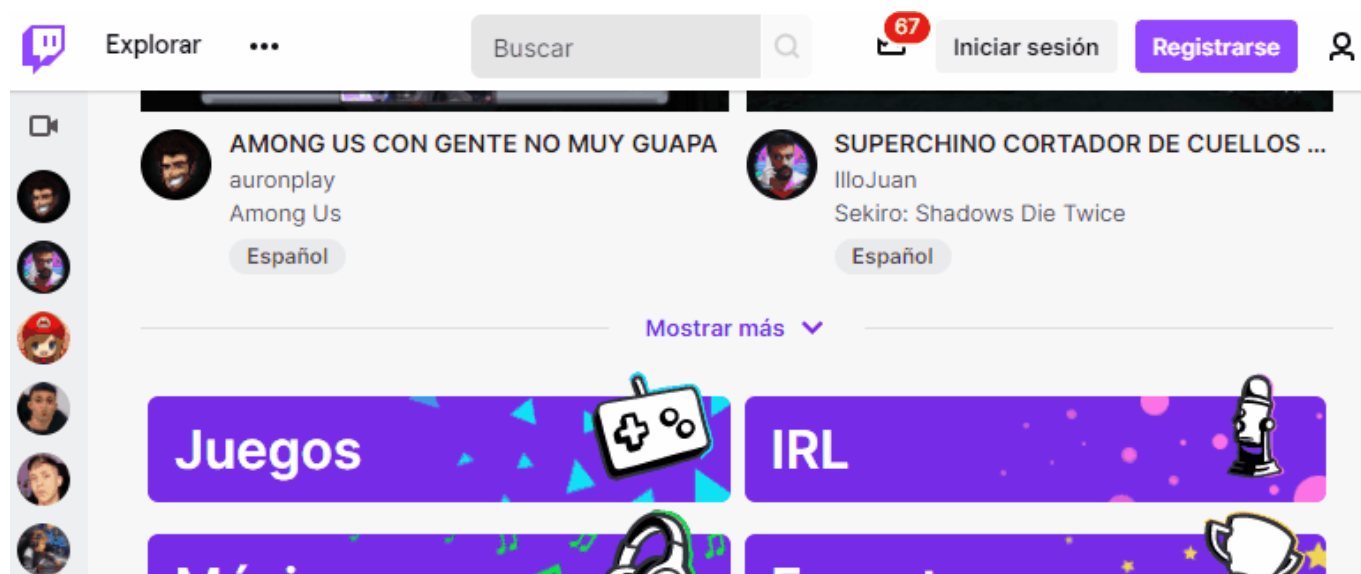 Explorar
Buscar
67
Iniciar sesión
Registrarse
AMONG US CON GENTE NO MUY GUAPA
auronplay
Among Us
Español
SUPERCHINO CORTADOR DE CUELLOS ...
IlloJuan
Sekiro: Shadows Die Twice
Español
Mostrar más
Juegos
IRL